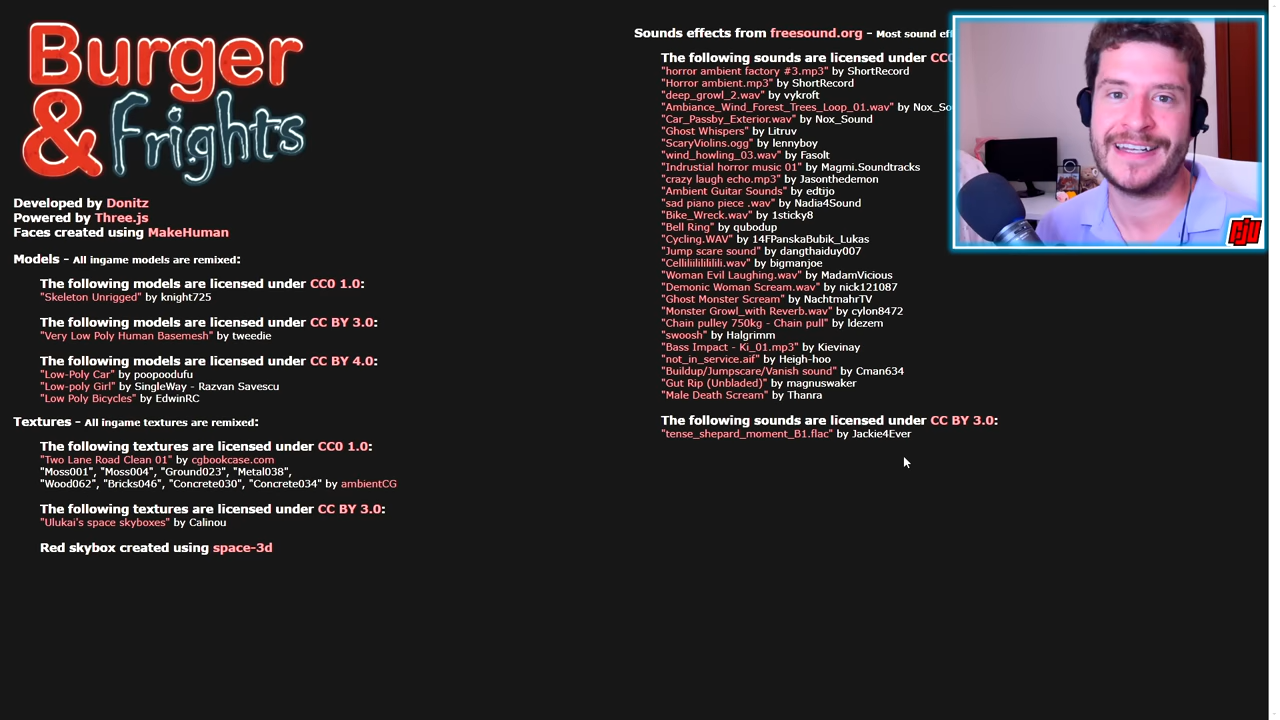 Burger
& Frights
Developed by Donitz
Powered by Three.js
Faces created using MakeHuman
Models - All ingame models are remixed:
The following models are licensed under CC0 1.0:
"Skeleton Unrigged" by knight725
The following models are licensed under CC BY 3.0:
"Very Low Poly Human Basemesh" by tweedie
The following models are licensed under CC BY 4.0:
"Low-Poly Car" by poopoodufu
"Low-poly Girl" by SingleWay - Razvan Savescu
"Low Poly Bicycles" by EdwinRC
Textures - All ingame textures are remixed:
The following textures are licensed under CC0 1.0:
"Two Lane Road Clean 01" by cgbookcase.com
"Moss001", "Moss004", "Ground023", "Metal038",
"Wood062", "Bricks046", "Concrete030", "Concrete034" by ambientCG
The following textures are licensed under CC BY 3.0:
"Ulukai's space skyboxes" by Calinou
Red skybox created using space-3d
Sounds effects from freesound.org - Most sound
The following sounds are licensed under CC0
"horror ambient factory #3.mp3" by ShortRecord
"Horror ambient.mp3" by ShortRecord
"deep_growl_2.wav" by vykroft
"Ambiance_Wind_Forest_Trees_Loop_01.wav" by Nox_So
"Car_Passby_Exterior.wav" by Nox_Sound
"Ghost Whispers" by Litruv
"ScaryViolins.ogg" by lennyboy
"wind_howling_03.wav" by Fasolt
"Indrustial horror music 01" by Magmi.Soundtracks
"crazy laugh echo.mp3" by Jasonthedemon
"Ambient Guitar Sounds" by edtijo
"sad piano piece .wav" by Nadia4Sound
"Bike_Wreck.wav" by 1sticky8
"Bell Ring" by qubodup
"Cycling.WAV" by 14FPanskaBubik_Lukas
"Jump scare sound" by dangthaiduy007
"Celliiliililili.wav" by bigmanjoe
"Woman Evil Laughing.wav" by MadamVicious
"Demonic Woman Scream.wav" by nick121087
"Ghost Monster Scream" by NachtmahrTV
"Monster Growl_with Reverb.wav" by cylon8472
"Chain pulley 750kg - Chain pull" by ldezem
"swoosh" by Halgrimm
"Bass Impact - Ki_01.mp3" by Kievinay
"not_in_service.aif" by Heigh-hoo
"Buildup/Jumpscare/Vanish sound" by Cman634
"Gut Rip (Unbladed)" by magnuswaker
"Male Death Scream" by Thanra
The following sounds are licensed under CC BY 3.0:
"tense_shepard_moment_B1.flac" by Jackie4Ever